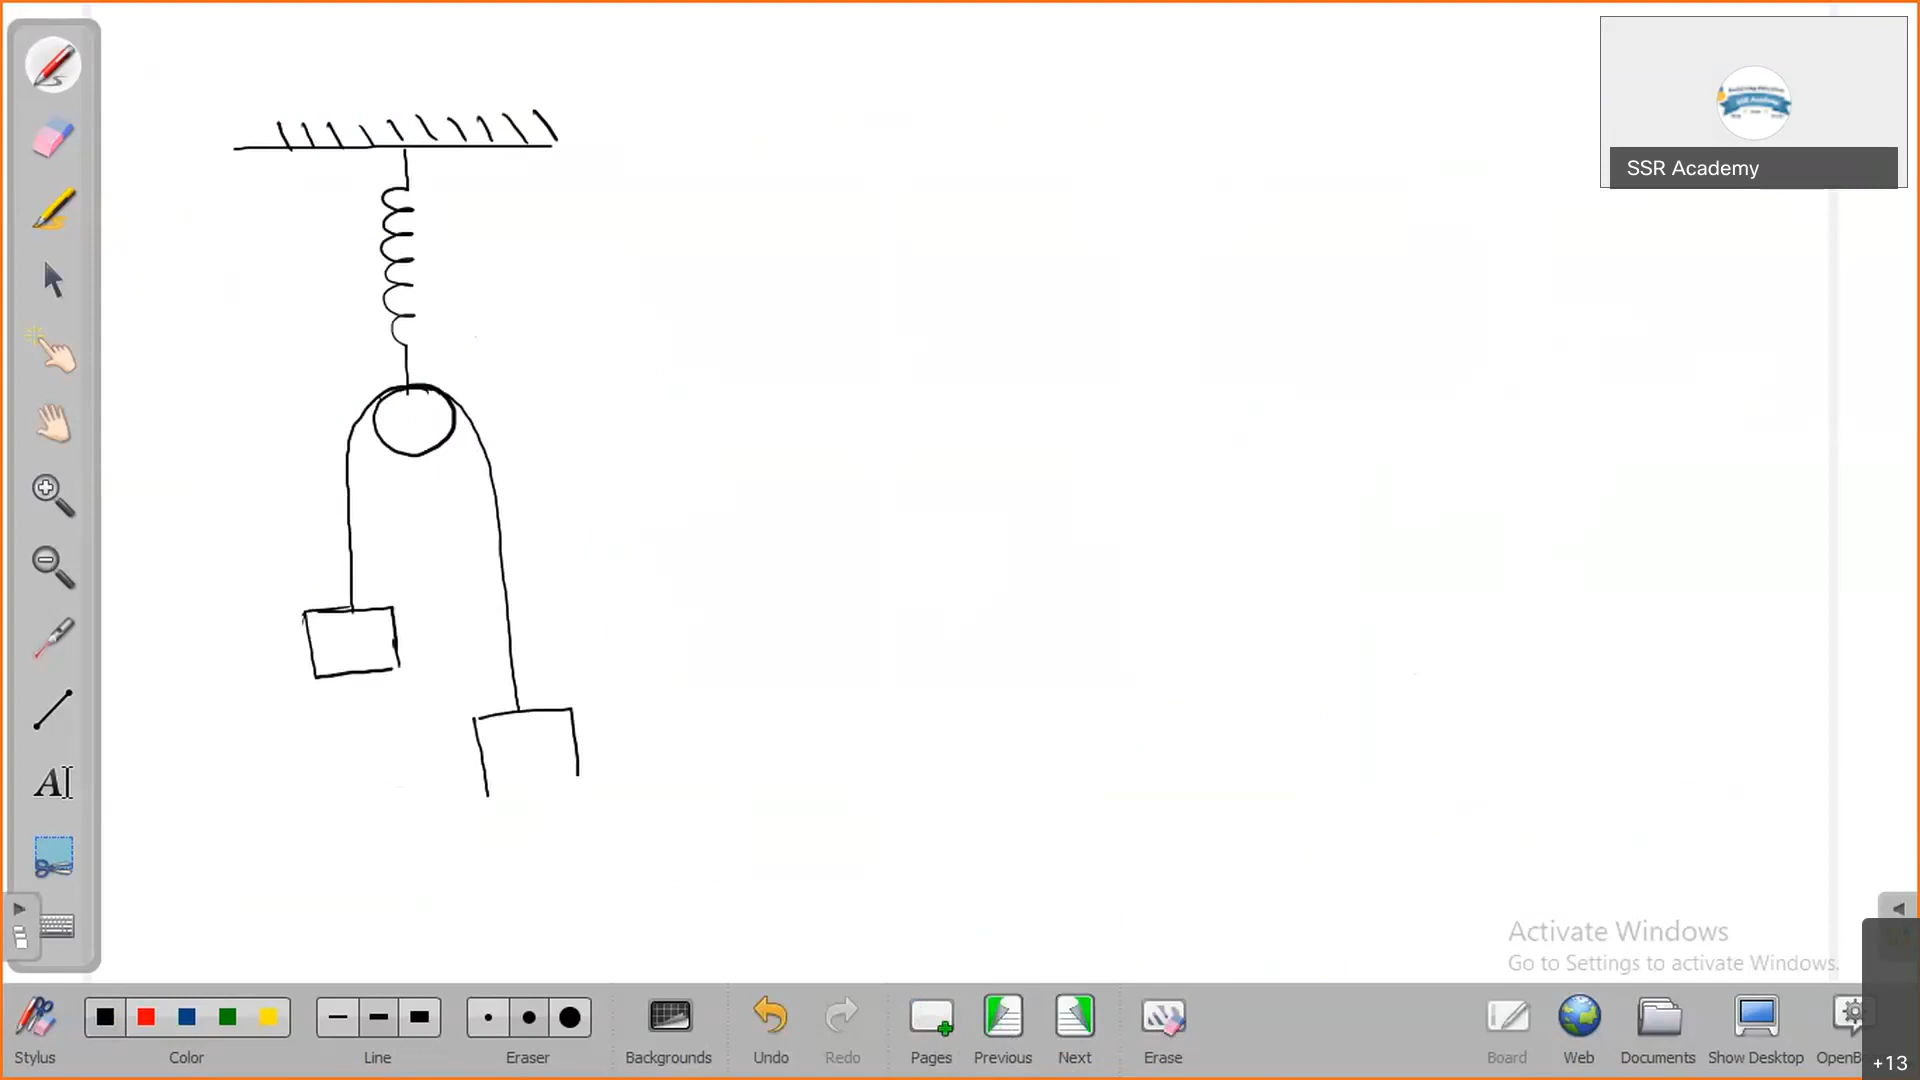 SSR Academy
Activate Windows
Go to Settings to activate Windows.
Stylus
Color
Line
Eraser
Backgrounds
Undo
Redo
Pages
Previous
Next
Erase
Board
Web
Documents
Show Desktop
+13